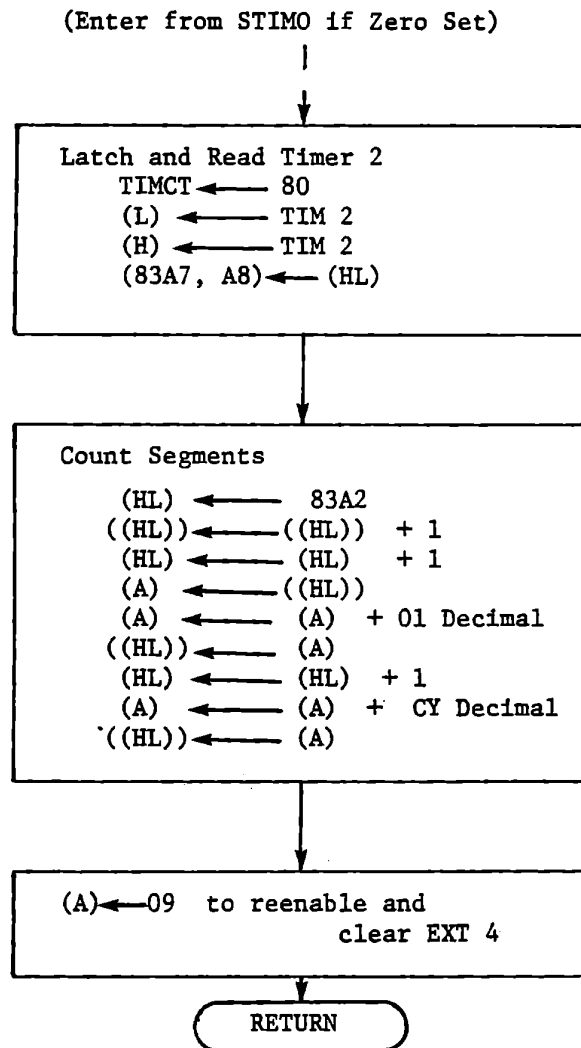 (Enter from STIMO if Zero Set)
Latch and Read Timer 2
TIMCT ← 80
(L) ← TIM 2
(H) ← TIM 2
(83A7, A8) ← (HL)
Count Segments
(HL) ← 83A2
((HL)) ← ((HL)) + 1
(HL) ← (HL) + 1
(A) ← ((HL))
(A) ← (A) + 01 Decimal
((HL)) ← (A)
(HL) ← (HL) + 1
(A) ← (A) + CY Decimal
((HL)) ← (A)
(A) ← 09 to reenable and
clear EXT 4
RETURN